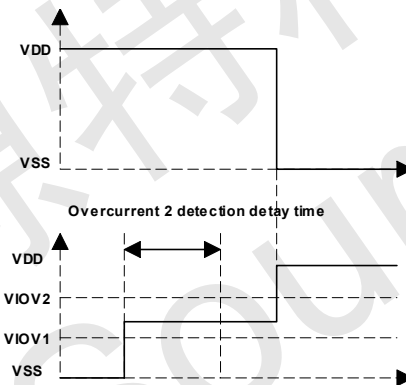 VDD
VSS
Overcurrent 2 detection detay time
VDD
VIOV2
VIOV1
VSS